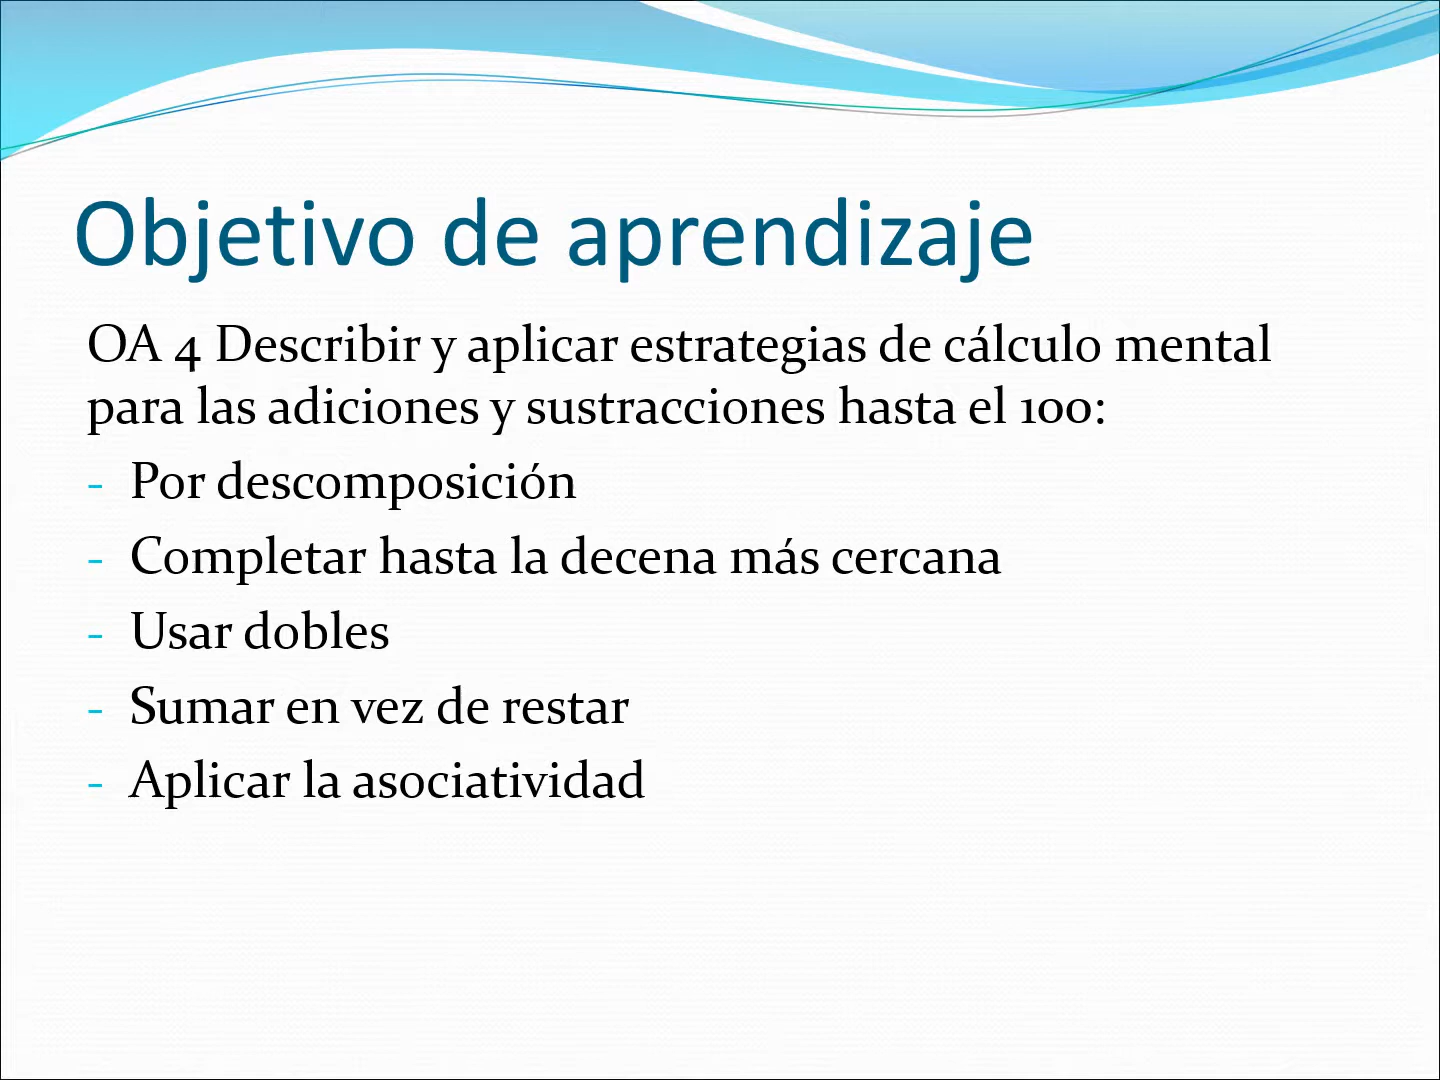 Objetivo de aprendizaje
OA 4 Describir y aplicar estrategias de cálculo mental
para las adiciones y sustracciones hasta el 100:
- Por descomposición
- Completar hasta la decena más cercana
- Usar dobles
- Sumar en vez de restar
- Aplicar la asociatividad